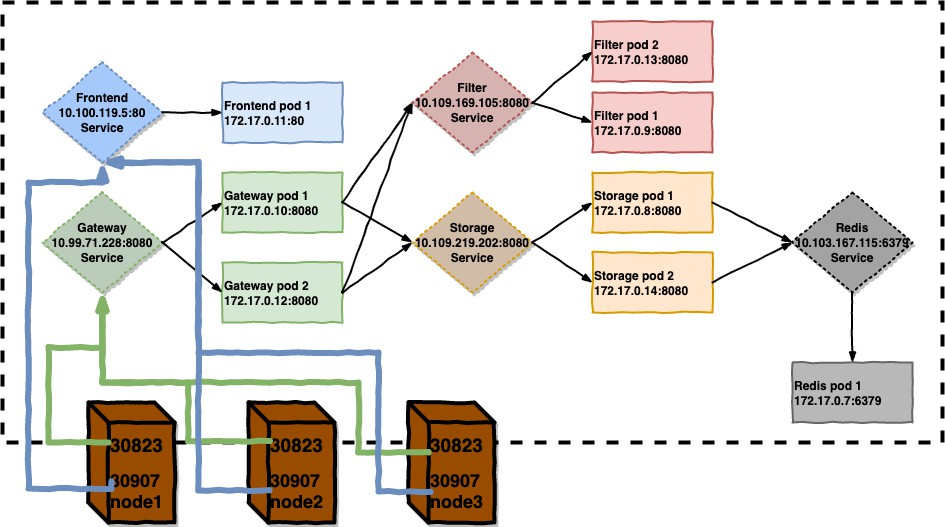 Frontend
10.100.119.5:80
Service
Frontend pod 1
172.17.0.11:80
Filter
10.109.169.105:8080
Service
Filter pod 2
172.17.0.13:8080
Filter pod 1
172.17.0.9:8080
Gateway
10.99.71.228:8080
Service
Gateway pod 1
172.17.0.10:8080
Gateway pod 2
172.17.0.12:8080
Storage
10.109.219.202:8080
Service
Storage pod 1
172.17.0.8:8080
Storage pod 2
172.17.0.14:8080
Redis
10.103.167.115:6379
Service
Redis pod 1
172.17.0.7:6379
30823
30907
node1
30823
30907
node2
30823
30907
node3